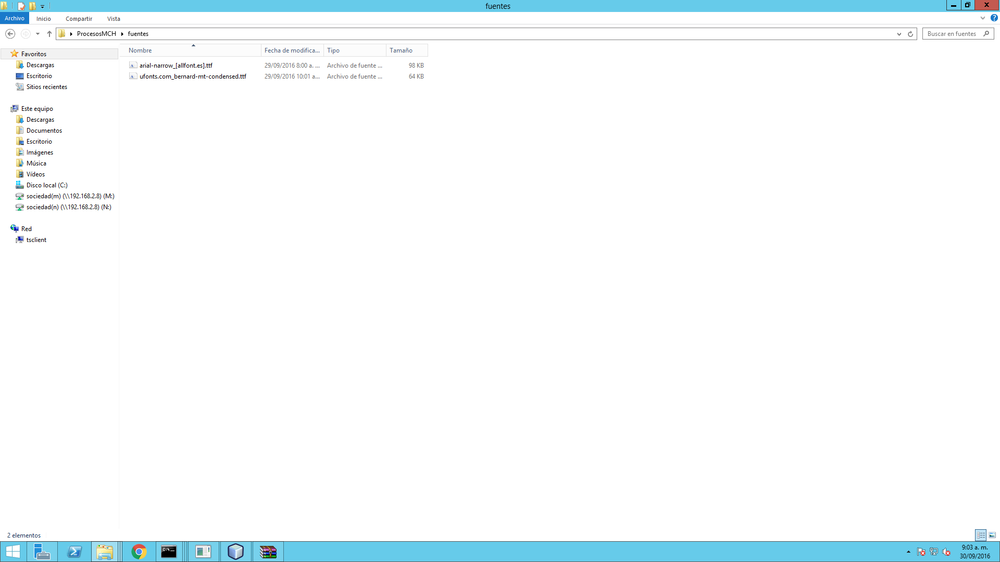 fuentes
Archivo Inicio Compartir Vista
ProcesosMCH fuentes Buscar en fuentes
Nombre Fecha de modifica... Tipo Tamaño
arial-narrow_[allfont.es].ttf 29/09/2016 8:00 a. ... Archivo de fuente ... 98 KB
ufonts.com_bernard-mt-condensed.ttf 29/09/2016 10:01 a... Archivo de fuente ... 64 KB
Favoritos
Descargas
Escritorio
Sitios recientes
Este equipo
Descargas
Documentos
Escritorio
Imágenes
Música
Vídeos
Disco local (C:)
sociedad(m) (\\192.168.2.8) (M:)
sociedad(n) (\\192.168.2.8) (N:)
Red
tsclient
2 elementos
C:\_
9:03 a. m.
30/09/2016